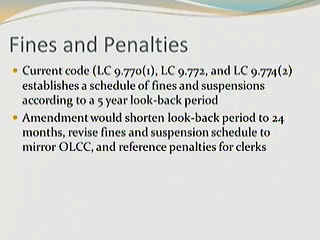 Fines and Penalties
Current code (LC 9.770(1), LC 9.772, and LC 9.774(2)
establishes a schedule of fines and suspensions
according to a 5 year look-back period
Amendment would shorten look-back period to 24
months, revise fines and suspension schedule to
mirror OLCC, and reference penalties for clerks